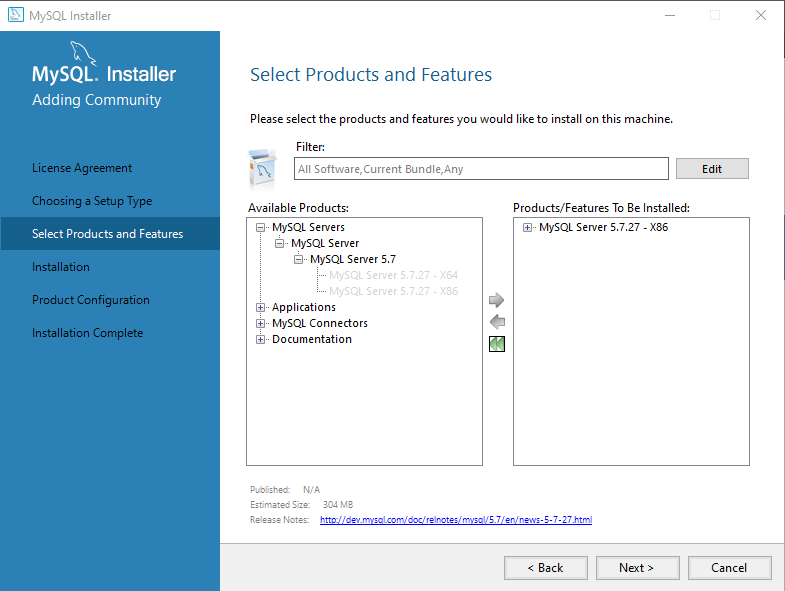 MySQL Installer
MySQL. Installer
Adding Community
License Agreement
Choosing a Setup Type
Select Products and Features
Installation
Product Configuration
Installation Complete
Select Products and Features
Please select the products and features you would like to install on this machine.
Filter:
All Software,Current Bundle,Any
Edit
Available Products:
MySQL Servers
MySQL Server
MySQL Server 5.7
MySQL Server 5.7.27 - X64
MySQL Server 5.7.27 - X86
Applications
MySQL Connectors
Documentation
Products/Features To Be Installed:
MySQL Server 5.7.27 - X86
Published: N/A
Estimated Size: 304 MB
Release Notes: http://dev.mysql.com/doc/relnotes/mysql/5.7/en/news-5-7-27.html
< Back
Next >
Cancel